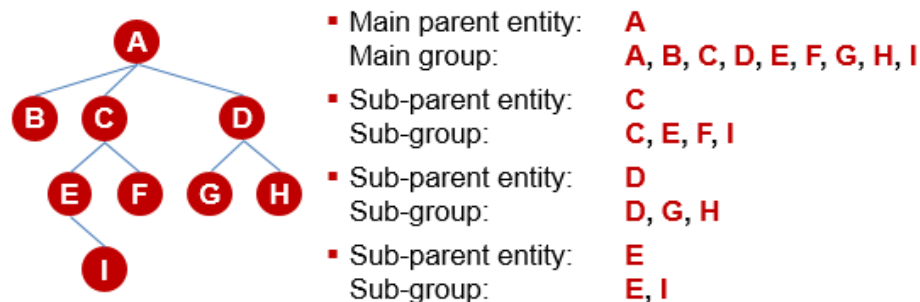 A
B
C
D
E
F
G
H
I
▪ Main parent entity: A
Main group: A, B, C, D, E, F, G, H, I
▪ Sub-parent entity: C
Sub-group: C, E, F, I
▪ Sub-parent entity: D
Sub-group: D, G, H
▪ Sub-parent entity: E
Sub-group: E, I